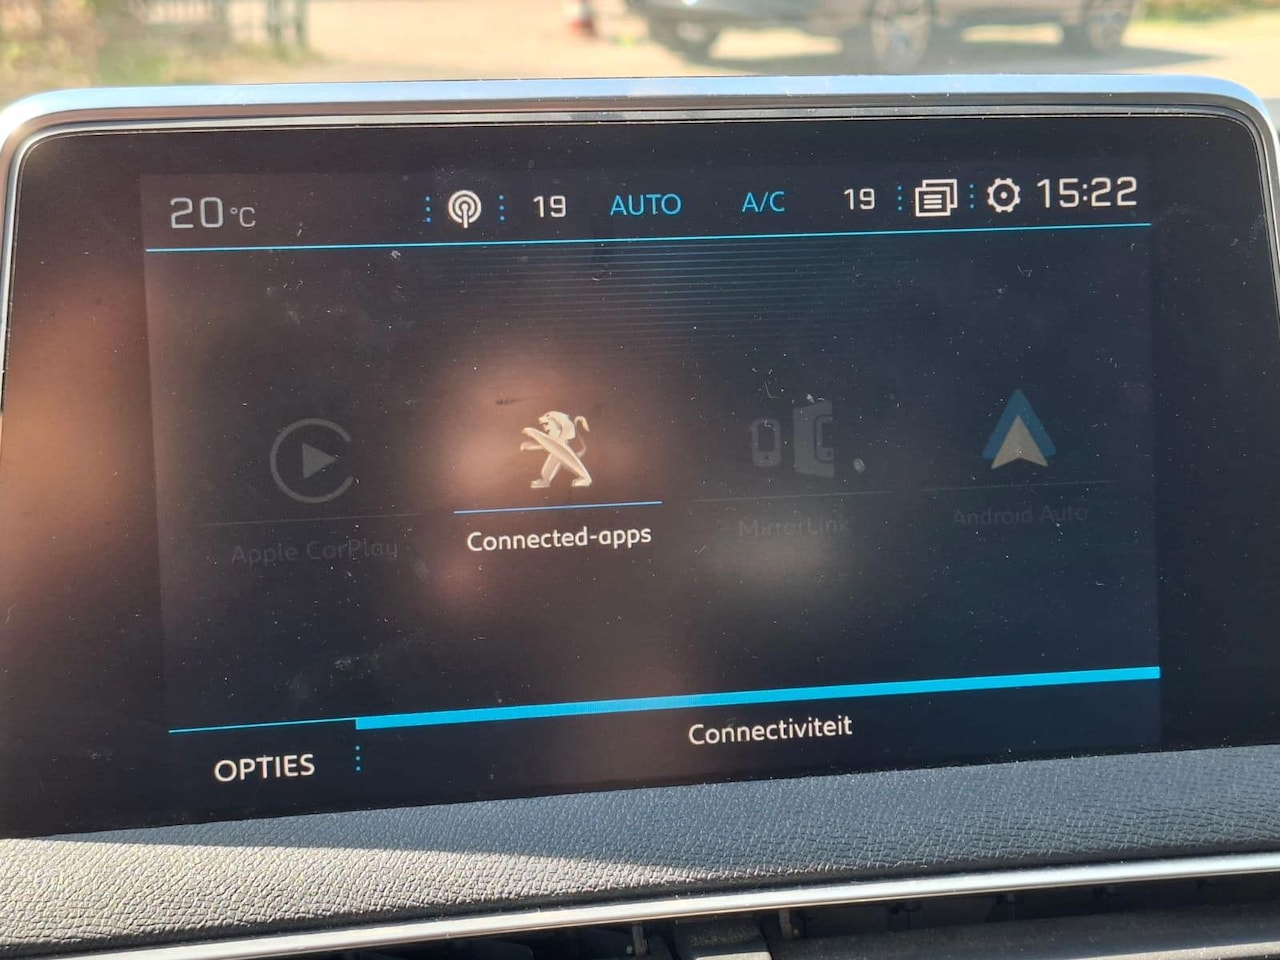 20°C 19 AUTO A/C 19 15:22
Apple CarPlay Connected-apps MirrorLink Android Auto
OPTIES Connectiviteit